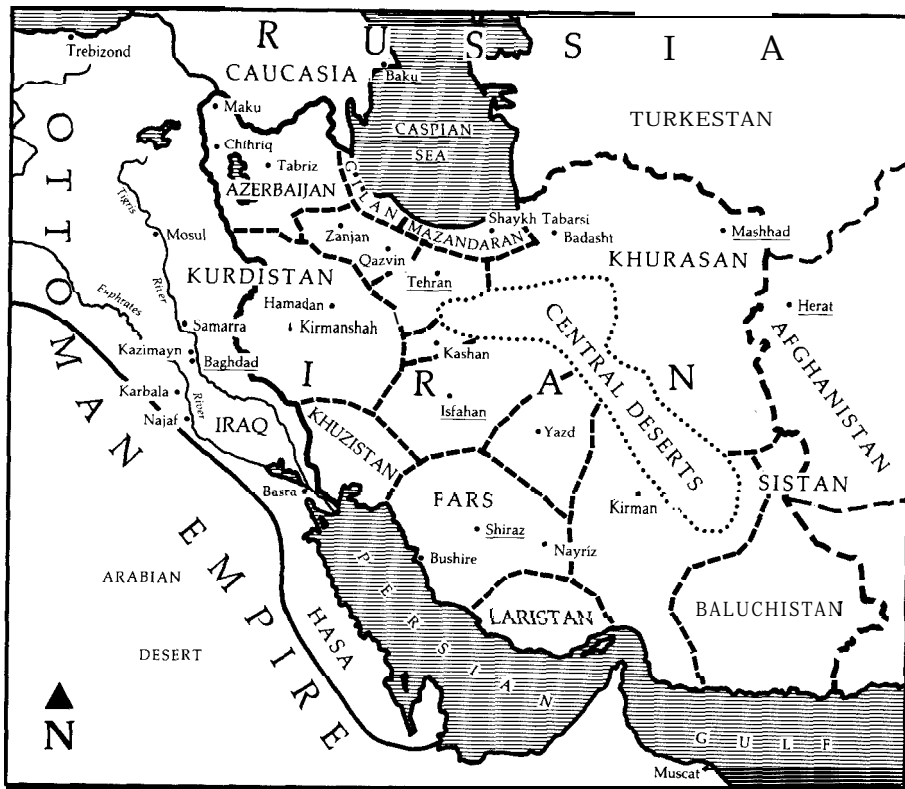 RUSSIA
Trebizond
CAUCASIA
Baku
Maku
CASPIAN
SEA
TURKESTAN
Chihriq
Tabriz
AZERBAIJAN
GILAN
MAZANDARAN
Shaykh Tabarsi
Badasht
Mashhad
OTTOMAN EMPIRE
Tigris
River
Mosul
Zanjan
Qazvin
Tehran
KHURASAN
KURDISTAN
Hamadan
Kirmanshah
Herat
AFGHANISTAN
Euphrates
River
Samarra
Kazimayn
Baghdad
Kashan
CENTRAL DESERTS
IRAN
Karbala
Najaf
IRAQ
Isfahan
KHUZISTAN
Yazd
SISTAN
Basra
FARS
Kirman
Shiraz
Nayriz
Bushire
ARABIAN
DESERT
HASA
LARISTAN
BALUCHISTAN
PERSIAN
GULF
Muscat
N